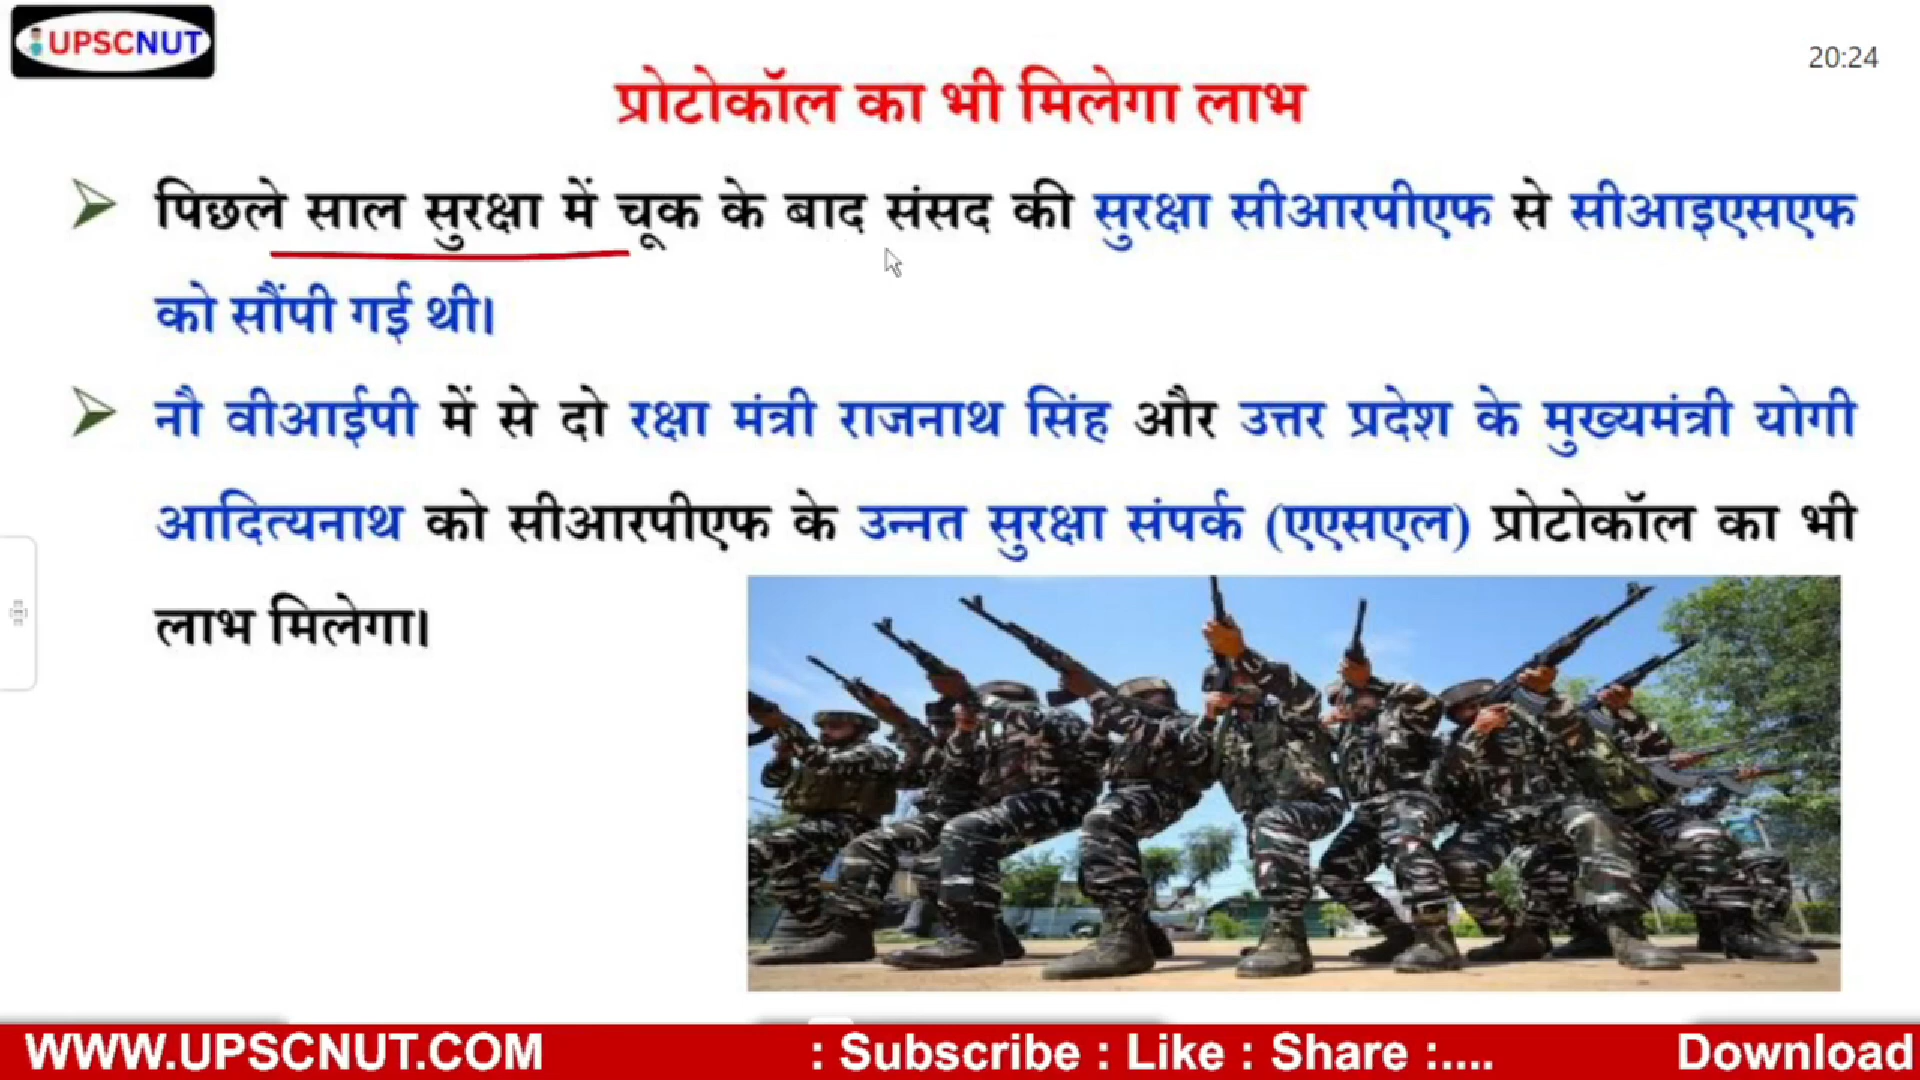 UPSCNUT
20:24
प्रोटोकॉल का भी मिलेगा लाभ
पिछले साल सुरक्षा में चूक के बाद संसद की सुरक्षा सीआरपीएफ से सीआइएसएफ
को सौंपी गई थी।
नौ वीआईपी में से दो रक्षा मंत्री राजनाथ सिंह और उत्तर प्रदेश के मुख्यमंत्री योगी
आदित्यनाथ को सीआरपीएफ के उन्नत सुरक्षा संपर्क (एएसएल) प्रोटोकॉल का भी
लाभ मिलेगा।
WWW.UPSCNUT.COM : Subscribe : Like : Share :.... Download